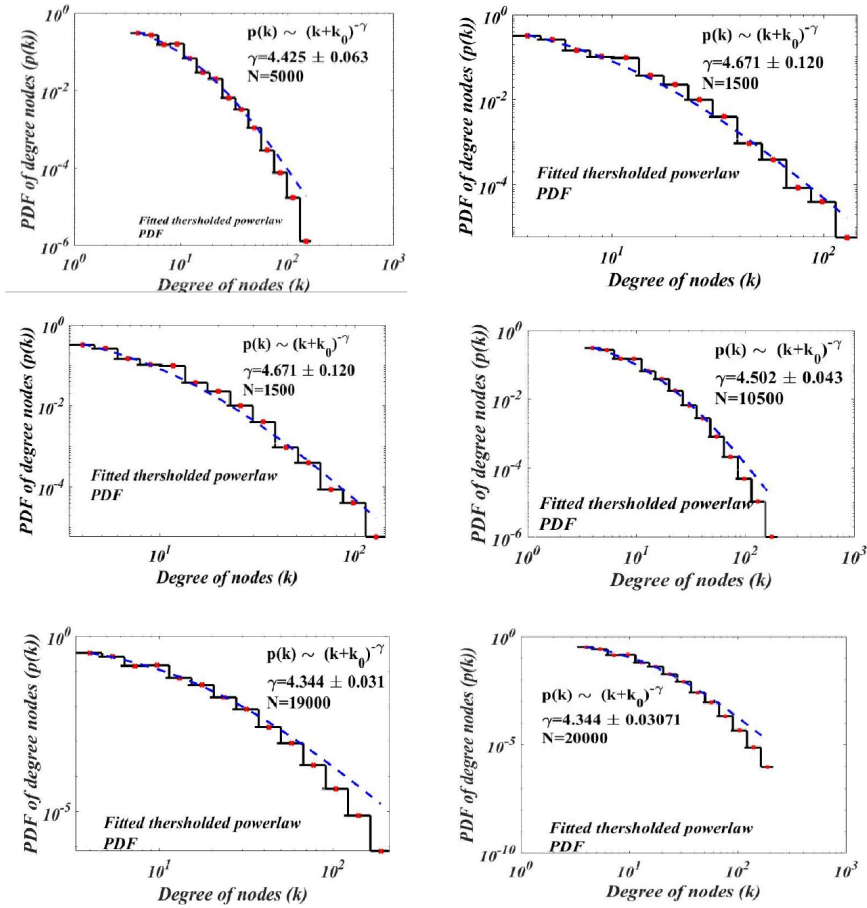 PDF of degree nodes (p(k))
10^0
10^-2
10^-4
10^-6
p(k) ∼ (k+k_0)^-γ
γ=4.425 ± 0.063
N=5000
Fitted thersholded powerlaw
PDF
10^0 10^1 10^2 10^3
Degree of nodes (k)
PDF of degree nodes (p(k))
10^0
10^-2
10^-4
p(k) ∼ (k+k_0)^-γ
γ=4.671 ± 0.120
N=1500
Fitted thersholded powerlaw
PDF
10^1 10^2
Degree of nodes (k)
PDF of degree nodes (p(k))
10^0
10^-2
10^-4
p(k) ∼ (k+k_0)^-γ
γ=4.671 ± 0.120
N=1500
Fitted thersholded powerlaw
PDF
10^1 10^2
Degree of nodes (k)
PDF of degree nodes (p(k))
10^0
10^-2
10^-4
10^-6
p(k) ∼ (k+k_0)^-γ
γ=4.502 ± 0.043
N=10500
Fitted thersholded powerlaw
PDF
10^0 10^1 10^2 10^3
Degree of nodes (k)
PDF of degree nodes (p(k))
10^0
10^-5
p(k) ∼ (k+k_0)^-γ
γ=4.344 ± 0.031
N=19000
Fitted thersholded powerlaw
PDF
10^1 10^2
Degree of nodes (k)
PDF of degree nodes (p(k))
10^0
10^-5
10^-10
p(k) ∼ (k+k_0)^-γ
γ=4.344 ± 0.03071
N=20000
Fitted thersholded powerlaw
PDF
10^0 10^1 10^2 10^3
Degree of nodes (k)